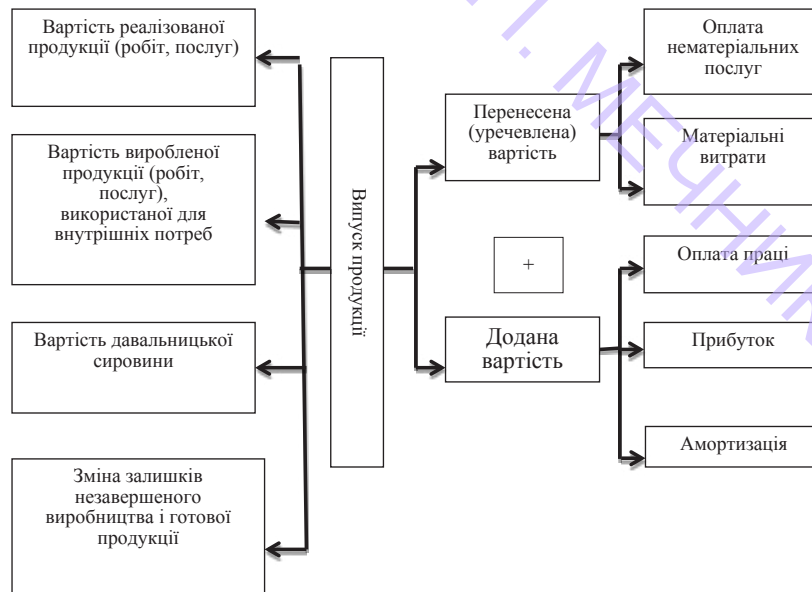 Вартість реалізованої
продукції (робіт, послуг)
Вартість виробленої
продукції (робіт,
послуг),
використаної для
внутрішніх потреб
Вартість давальницької
сировини
Зміна залишків
незавершеного
виробництва і готової
продукції
Випуск продукції
Перенесена
(уречевлена)
вартість
+
Додана
вартість
Оплата
нематеріальних
послуг
Матеріальні
витрати
Оплата праці
Прибуток
Амортизація
І. МЕЧНИК